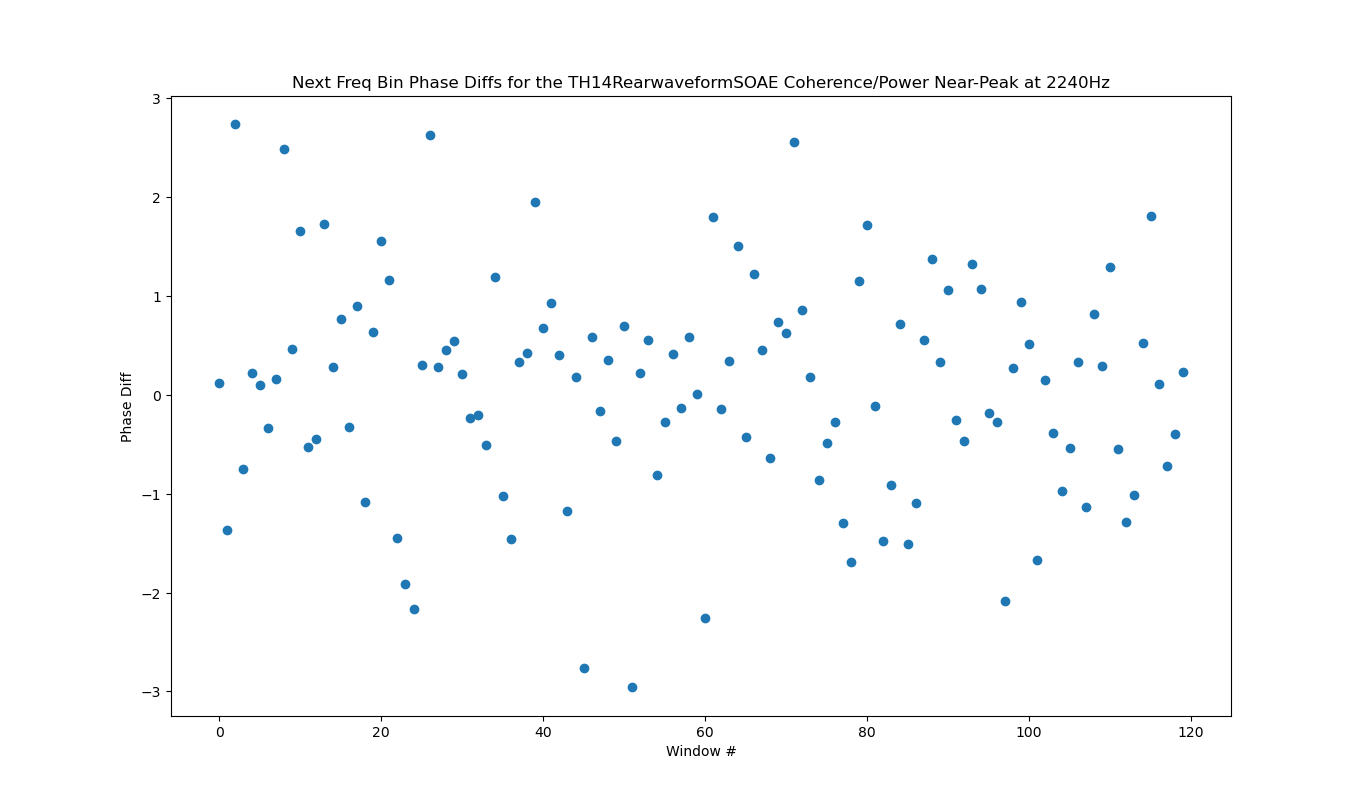 Next Freq Bin Phase Diffs for the TH14RearwaveformSOAE Coherence/Power Near-Peak at 2240Hz
3
2
1
0
−1
−2
−3
Phase Diff
0 20 40 60 80 100 120
Window #